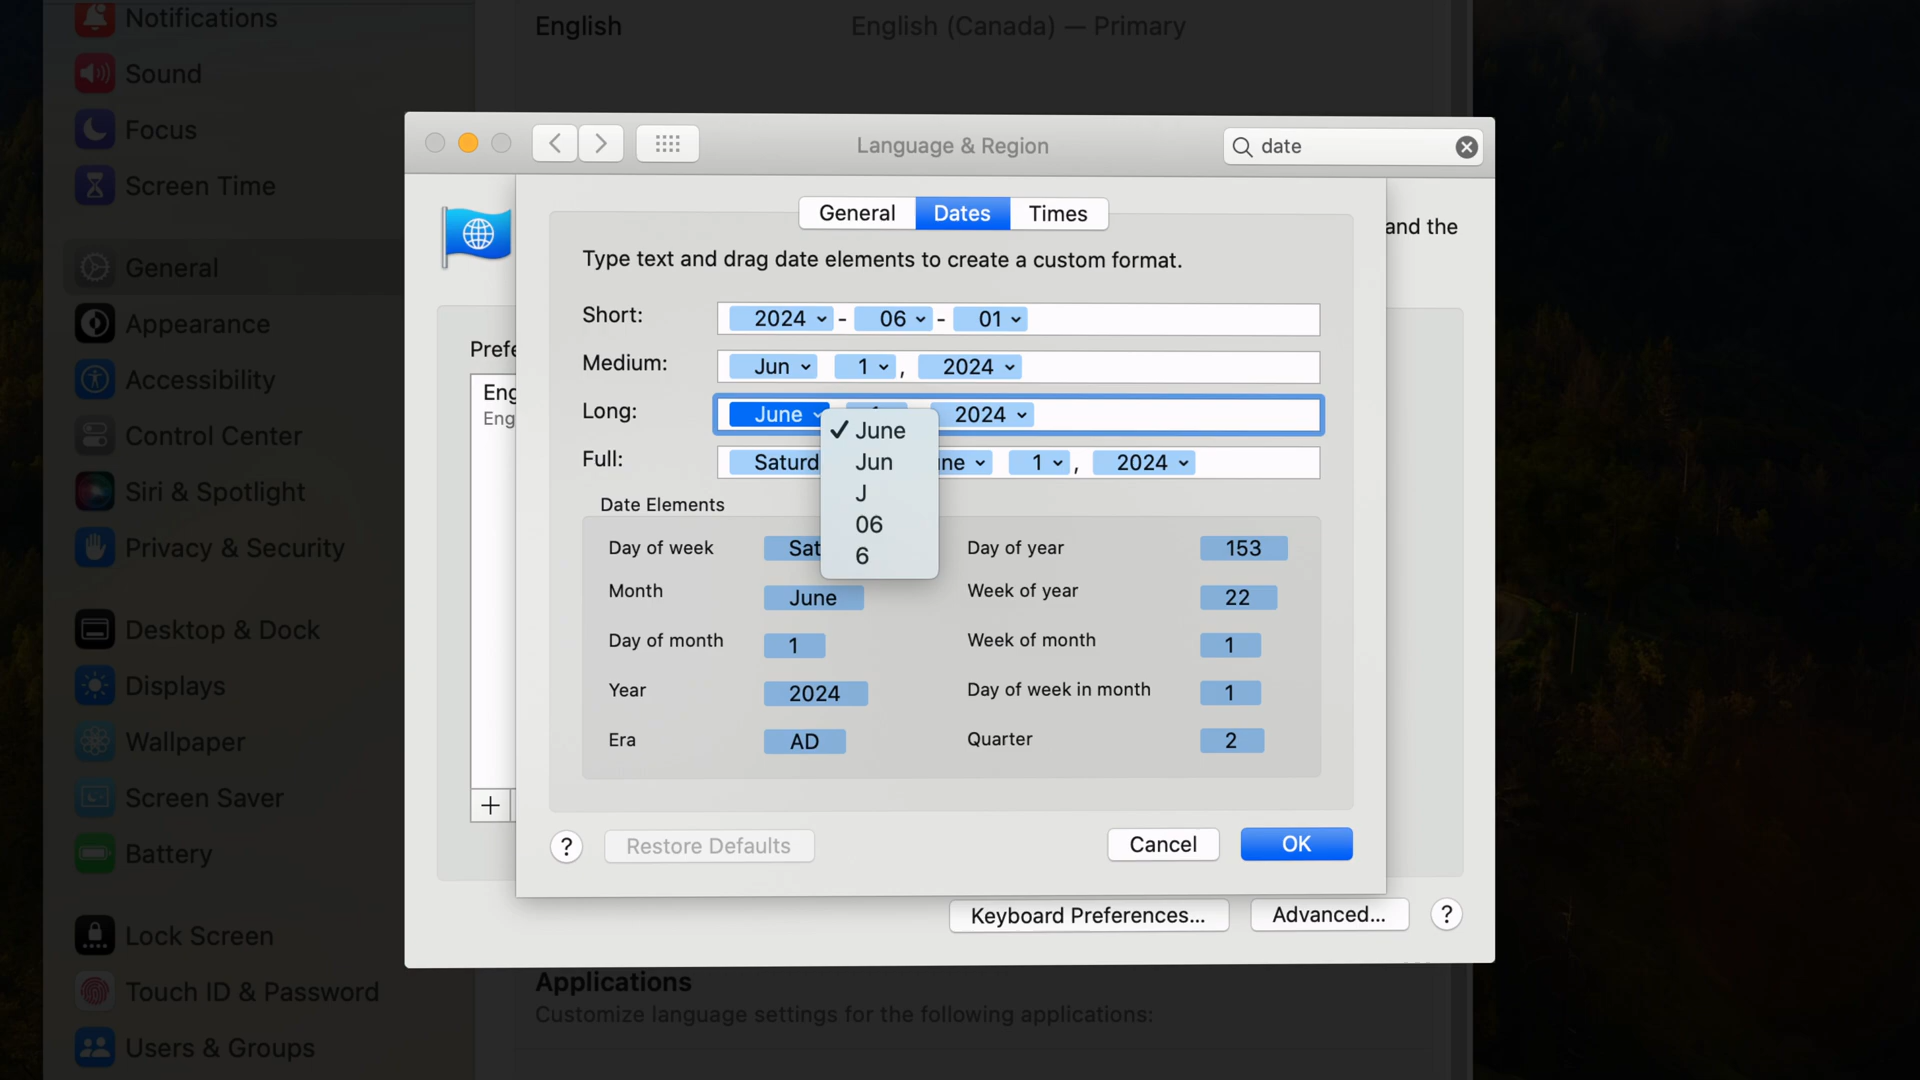 Notifications
Sound
Focus
Screen Time
General
Appearance
Accessibility
Control Center
Siri & Spotlight
Privacy & Security
Desktop & Dock
Displays
Wallpaper
Screen Saver
Battery
Lock Screen
Touch ID & Password
Users & Groups
English
English (Canada) — Primary
Language & Region
date
and the
Prefe
Eng
Eng
General Dates Times
Type text and drag date elements to create a custom format.
Short: 2024 - 06 - 01
Medium: Jun 1 , 2024
Long: June 2024
Full: Saturd ne 1 , 2024
June
Jun
J
06
6
Date Elements
Day of week Sat
Month June
Day of month 1
Year 2024
Era AD
Day of year 153
Week of year 22
Week of month 1
Day of week in month 1
Quarter 2
+
? Restore Defaults Cancel OK
Keyboard Preferences... Advanced... ?
Applications
Customize language settings for the following applications: